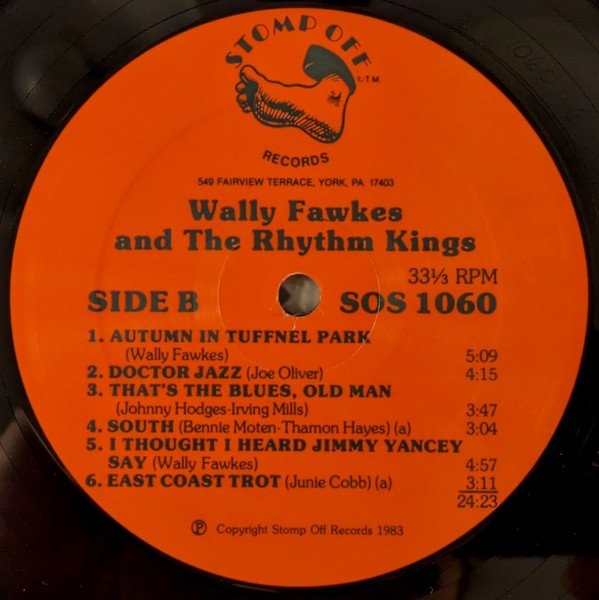 STOMP OFF
T.M.
RECORDS
549 FAIRVIEW TERRACE, YORK, PA. 17403
Wally Fawkes
and The Rhythm Kings
33⅓ RPM
SIDE B SOS 1060
1. AUTUMN IN TUFFNEL PARK
(Wally Fawkes) 5:09
2. DOCTOR JAZZ (Joe Oliver) 4:15
3. THAT'S THE BLUES, OLD MAN
(Johnny Hodges-Irving Mills) 3:47
4. SOUTH (Bennie Moten-Thamon Hayes) (a) 3:04
5. I THOUGHT I HEARD JIMMY YANCEY
SAY (Wally Fawkes) 4:57
6. EAST COAST TROT (Junie Cobb) (a) 3:11
24:23
Ⓟ Copyright Stomp Off Records 1983